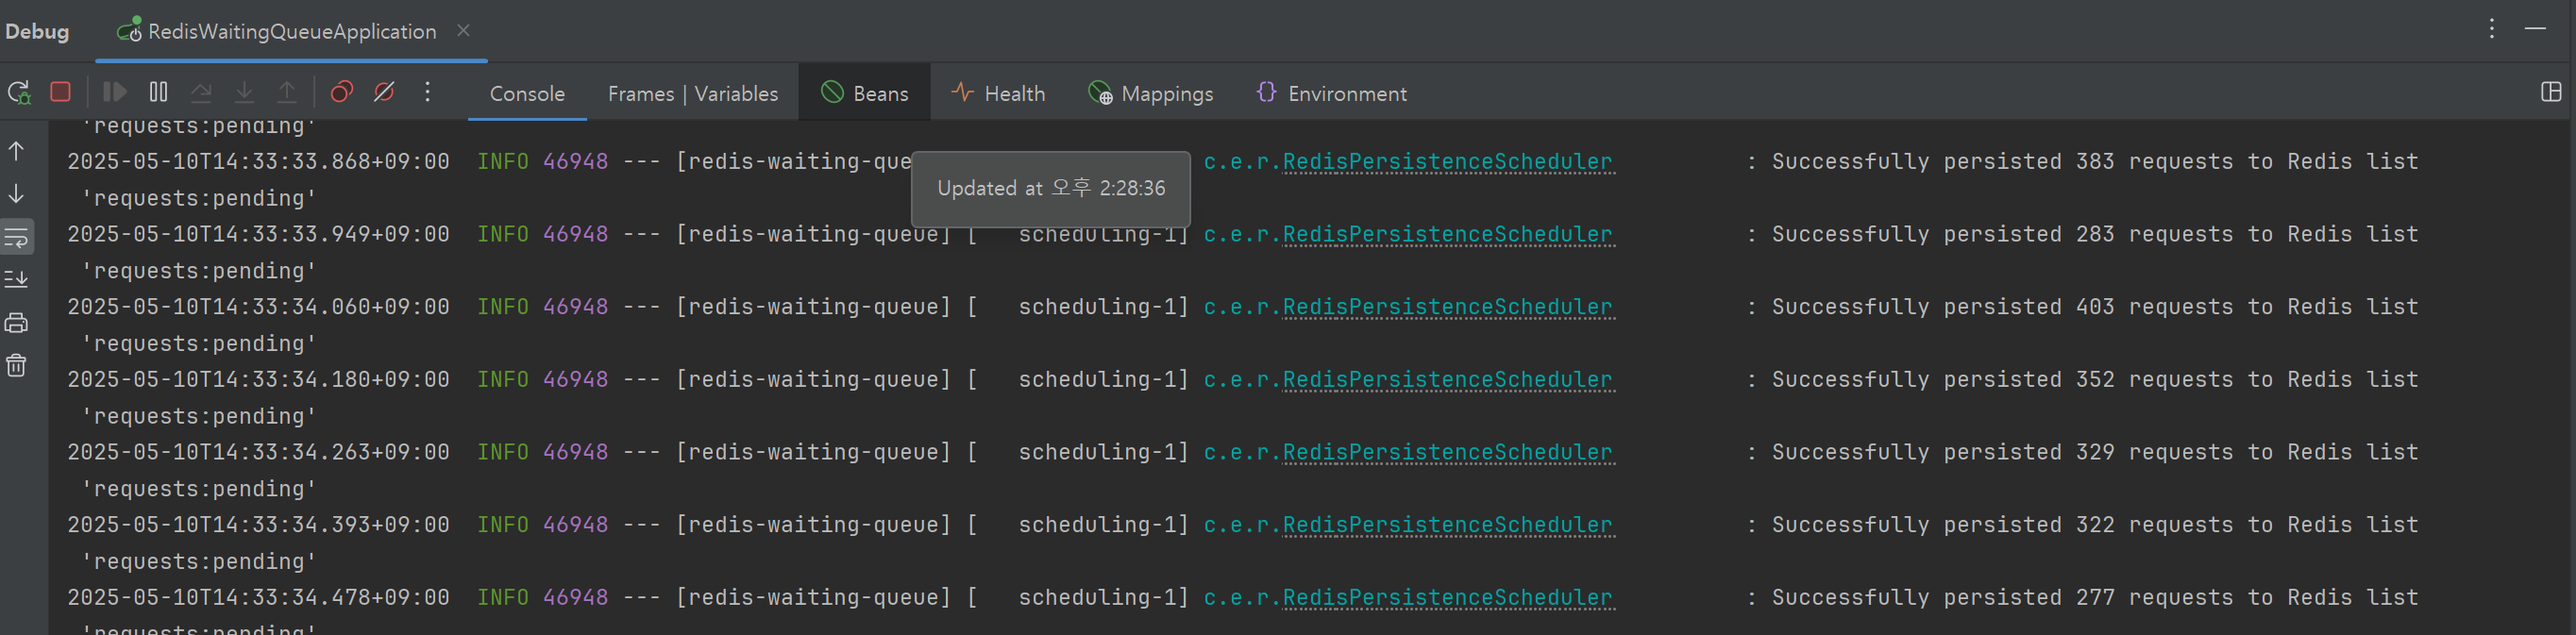 Debug RedisWaitingQueueApplication
Console Frames | Variables Beans Health Mappings Environment
'requests:pending'
2025-05-10T14:33:33.868+09:00 INFO 46948 --- [redis-waiting-que c.e.r.RedisPersistenceScheduler : Successfully persisted 383 requests to Redis list
Updated at 오후 2:28:36
'requests:pending'
2025-05-10T14:33:33.949+09:00 INFO 46948 --- [redis-waiting-queue] [ scheduling-1] c.e.r.RedisPersistenceScheduler : Successfully persisted 283 requests to Redis list
'requests:pending'
2025-05-10T14:33:34.060+09:00 INFO 46948 --- [redis-waiting-queue] [ scheduling-1] c.e.r.RedisPersistenceScheduler : Successfully persisted 403 requests to Redis list
'requests:pending'
2025-05-10T14:33:34.180+09:00 INFO 46948 --- [redis-waiting-queue] [ scheduling-1] c.e.r.RedisPersistenceScheduler : Successfully persisted 352 requests to Redis list
'requests:pending'
2025-05-10T14:33:34.263+09:00 INFO 46948 --- [redis-waiting-queue] [ scheduling-1] c.e.r.RedisPersistenceScheduler : Successfully persisted 329 requests to Redis list
'requests:pending'
2025-05-10T14:33:34.393+09:00 INFO 46948 --- [redis-waiting-queue] [ scheduling-1] c.e.r.RedisPersistenceScheduler : Successfully persisted 322 requests to Redis list
'requests:pending'
2025-05-10T14:33:34.478+09:00 INFO 46948 --- [redis-waiting-queue] [ scheduling-1] c.e.r.RedisPersistenceScheduler : Successfully persisted 277 requests to Redis list
'requests:pending'